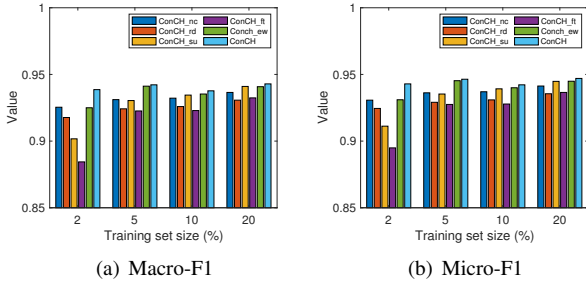 1
0.95
0.9
0.85
Value
ConCH_nc
ConCH_rd
ConCH_su
ConCH_ft
Conch_ew
ConCH
2 5 10 20
Training set size (%)
(a) Macro-F1
1
0.95
0.9
0.85
Value
ConCH_nc
ConCH_rd
ConCH_su
ConCH_ft
Conch_ew
ConCH
2 5 10 20
Training set size (%)
(b) Micro-F1